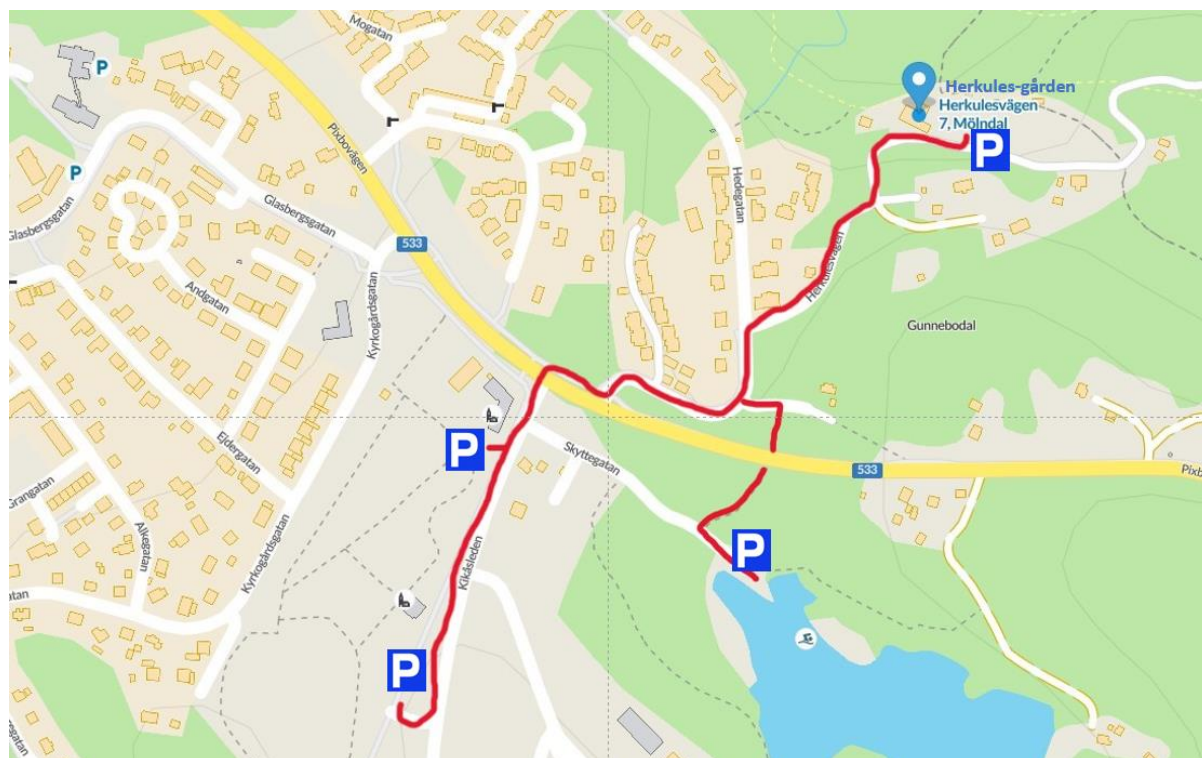 Mogatan
P
Pixbovägen
Herkules-gården
Herkulesvägen
7, Mölndal
P
P
Glasbergsgatan
Glasbergsgatan
Hedegatan
533
Andgatan
Kyrkogårdsgatan
Herkulesvägen
Gunnebodal
Ejdergatan
P
Skyttegatan
533
Pixb
Grangatan
Alkegatan
Kyrkogårdsgatan
Kikåsleden
P
atan
P